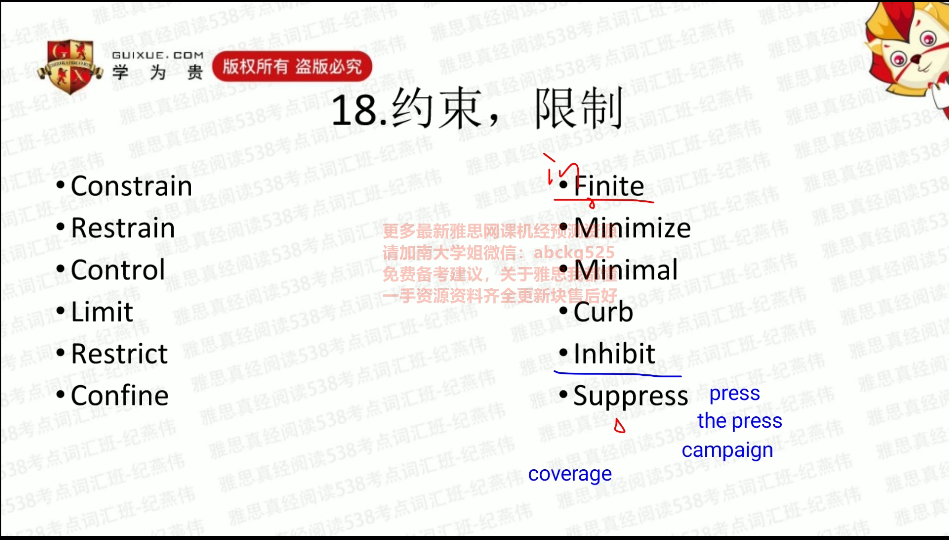 GUIXUE.COM
学为贵
版权所有 盗版必究
18.约束，限制
• Constrain
• Restrain
• Control
• Limit
• Restrict
• Confine
in
• Finite
• Minimize
• Minimal
• Curb
• Inhibit
• Suppress
press
the press
campaign
coverage
更多最新雅思网课机经预测
请加南大学姐微信：abckg525
免费备考建议，关于雅思
一手资源资料齐全更新块售后好
雅思真经阅读538考点词汇班-纪燕伟